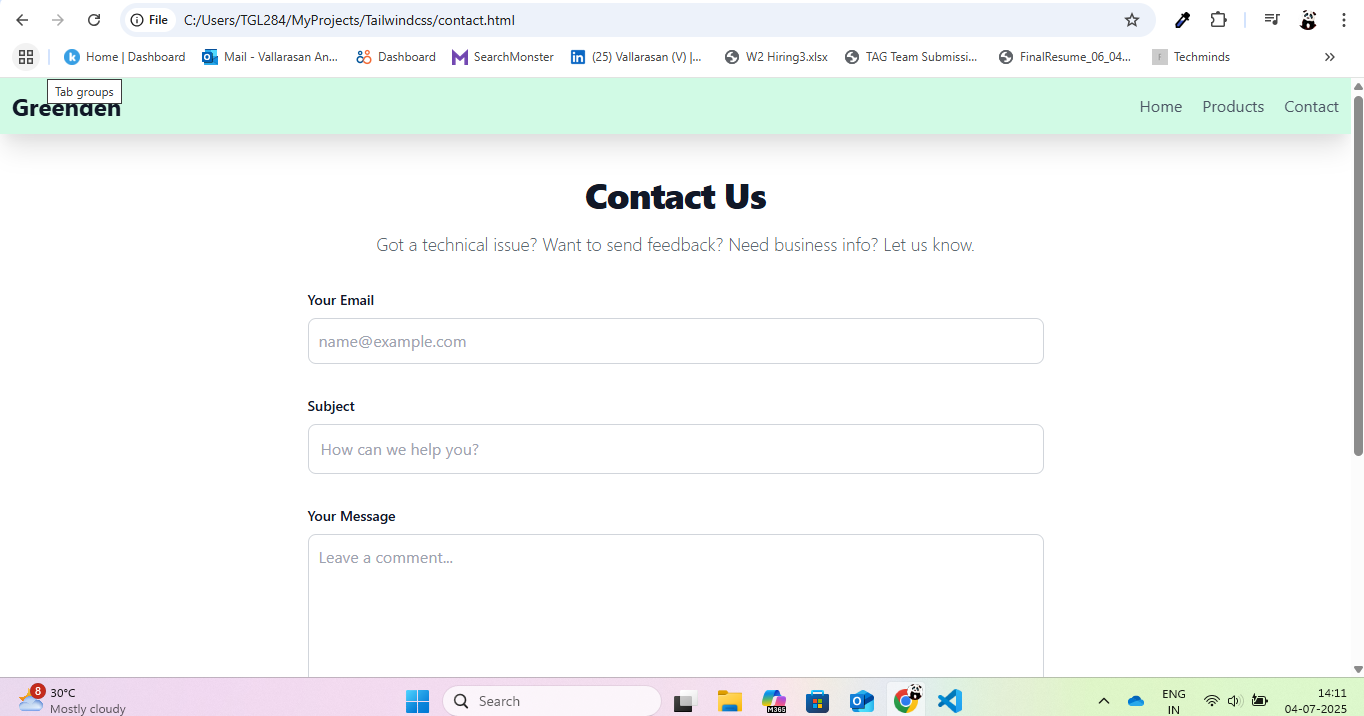 File C:/Users/TGL284/MyProjects/Tailwindcss/contact.html
Home | Dashboard Mail - Vallarasan An... Dashboard SearchMonster (25) Vallarasan (V) |... W2 Hiring3.xlsx TAG Team Submissi... FinalResume_06_04... Techminds
Tab groups
Greenden Home Products Contact
Contact Us
Got a technical issue? Want to send feedback? Need business info? Let us know.
Your Email
name@example.com
Subject
How can we help you?
Your Message
Leave a comment...
8 30°C
Mostly cloudy
Search
M365
ENG
IN
14:11
04-07-2025